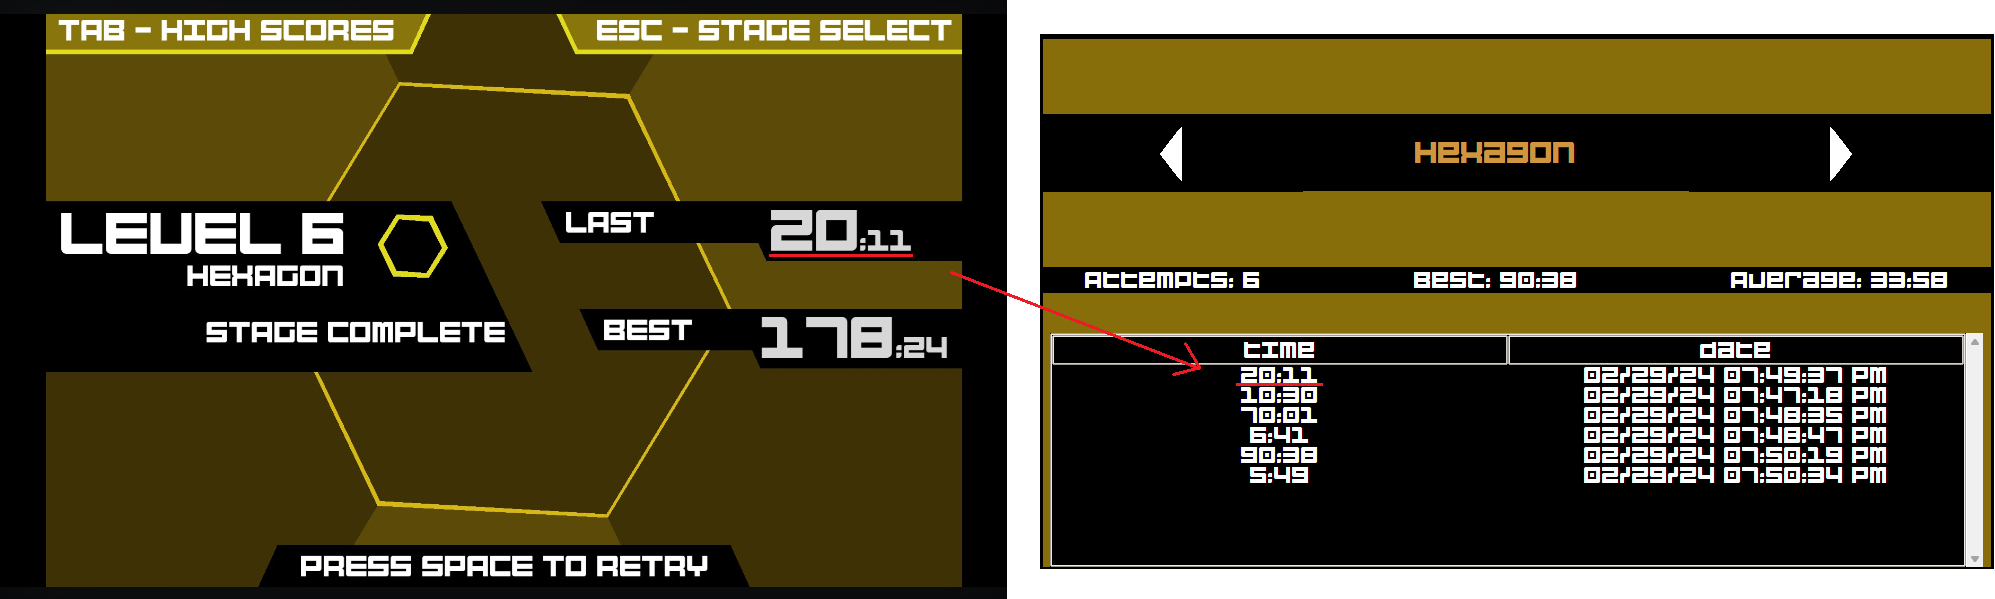 TAB - HIGH SCORES
ESC - STAGE SELECT
LEVEL 6
HEXAGON
STAGE COMPLETE
LAST
20:11
BEST
178:24
PRESS SPACE TO RETRY
Hexagon
Attempts: 6 Best: 90:38 Average: 33:58
time date
20:11 02/29/24 07:49:37 PM
10:30 02/29/24 07:47:18 PM
70:01 02/29/24 07:48:35 PM
6:41 02/29/24 07:48:47 PM
90:38 02/29/24 07:50:19 PM
5:49 02/29/24 07:50:34 PM